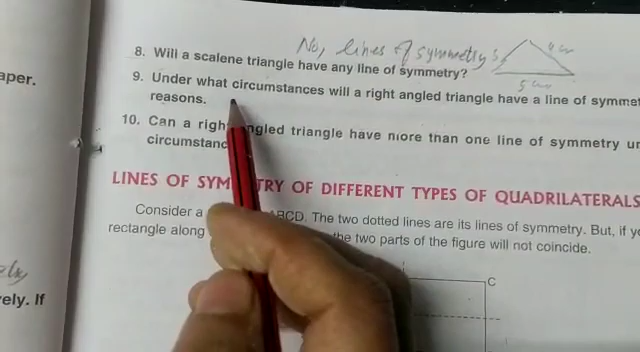 No, lines of symmetry
8. Will a scalene triangle have any line of symmetry?
5 cm
9. Under what circumstances will a right angled triangle have a line of symme
reasons.
aper.
10. Can a righ ngled triangle have more than one line of symmetry un
circumstanc
LINES OF SYM TRY OF DIFFERENT TYPES OF QUADRILATERALS
Consider a ABCD. The two dotted lines are its lines of symmetry. But, if yo
rectangle along the two parts of the figure will not coincide.
ely
vely. If
C